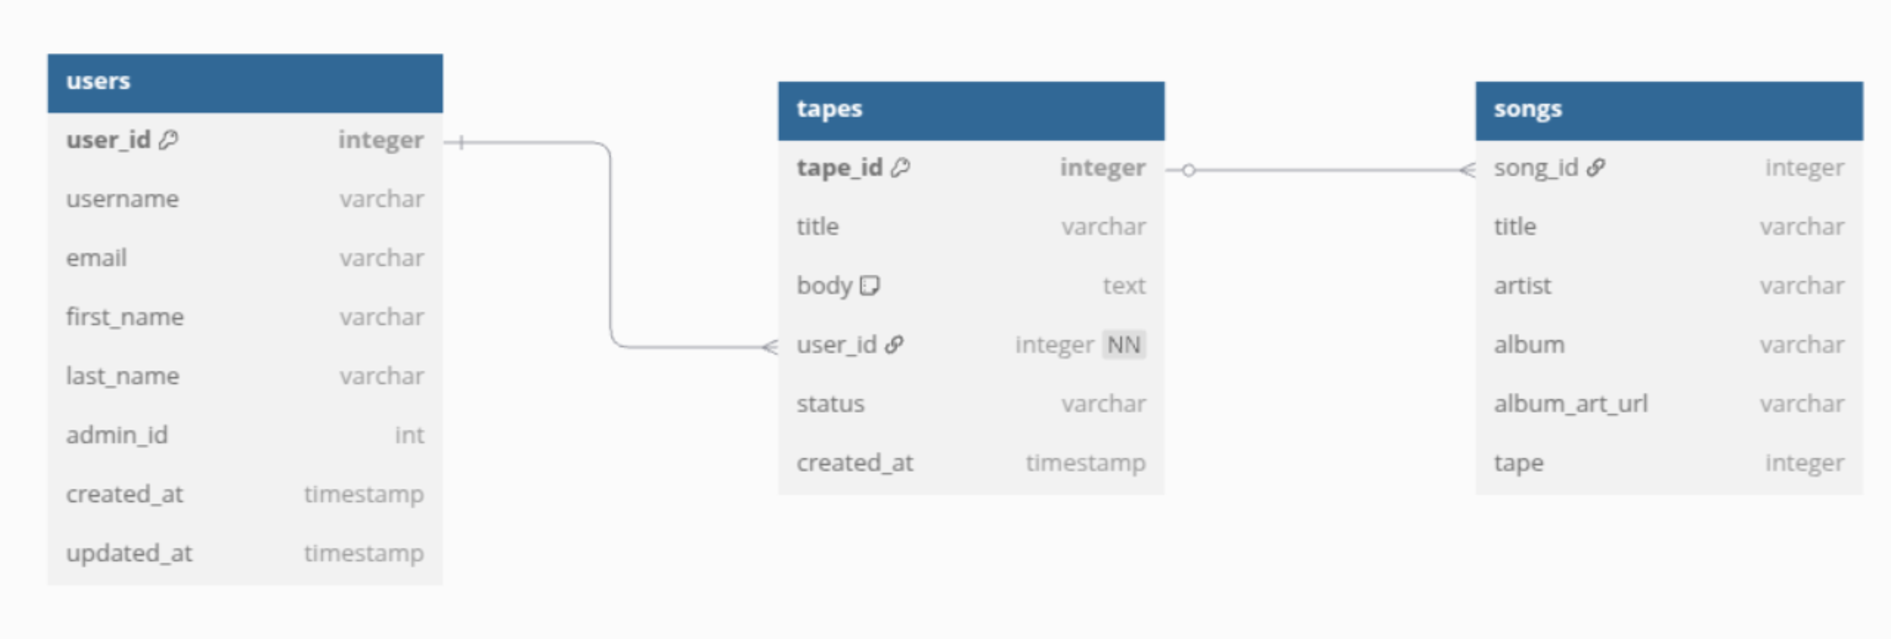 users
user_id integer
username varchar
email varchar
first_name varchar
last_name varchar
admin_id int
created_at timestamp
updated_at timestamp
tapes
tape_id integer
title varchar
body text
user_id integer NN
status varchar
created_at timestamp
songs
song_id integer
title varchar
artist varchar
album varchar
album_art_url varchar
tape integer